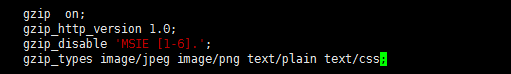 gzip  on;
gzip_http_version 1.0;
gzip_disable 'MSIE [1-6].';
gzip_types image/jpeg image/png text/plain text/css;